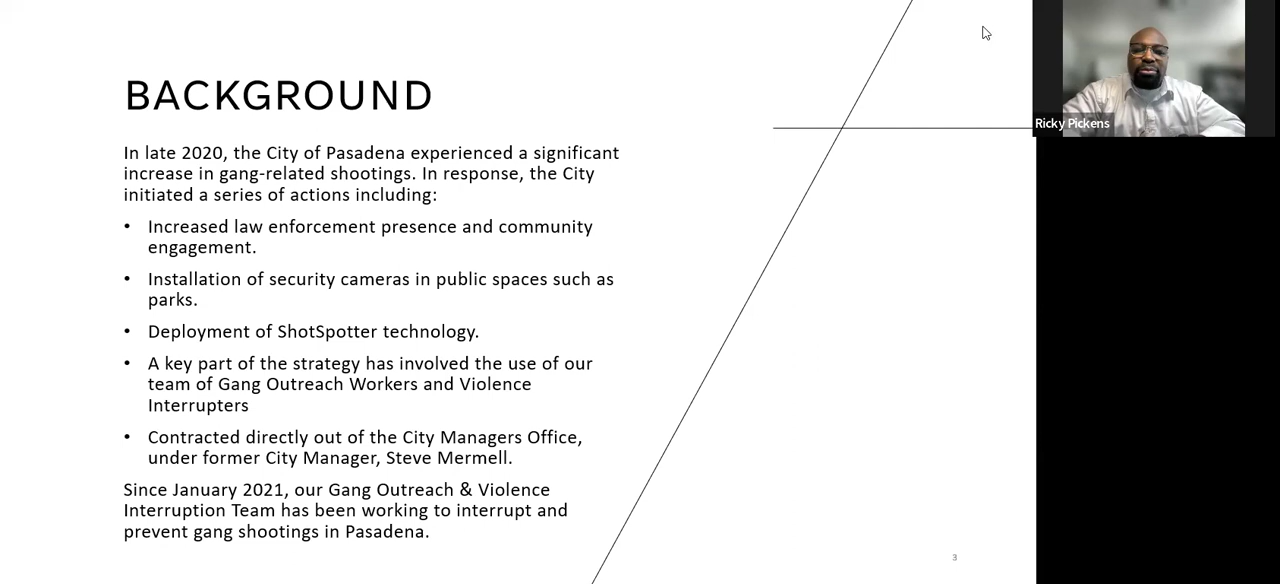 BACKGROUND
In late 2020, the City of Pasadena experienced a significant
increase in gang-related shootings. In response, the City
initiated a series of actions including:
• Increased law enforcement presence and community
engagement.
• Installation of security cameras in public spaces such as
parks.
• Deployment of ShotSpotter technology.
• A key part of the strategy has involved the use of our
team of Gang Outreach Workers and Violence
Interrupters
• Contracted directly out of the City Managers Office,
under former City Manager, Steve Mermell.
Since January 2021, our Gang Outreach & Violence
Interruption Team has been working to interrupt and
prevent gang shootings in Pasadena.
3
Ricky Pickens